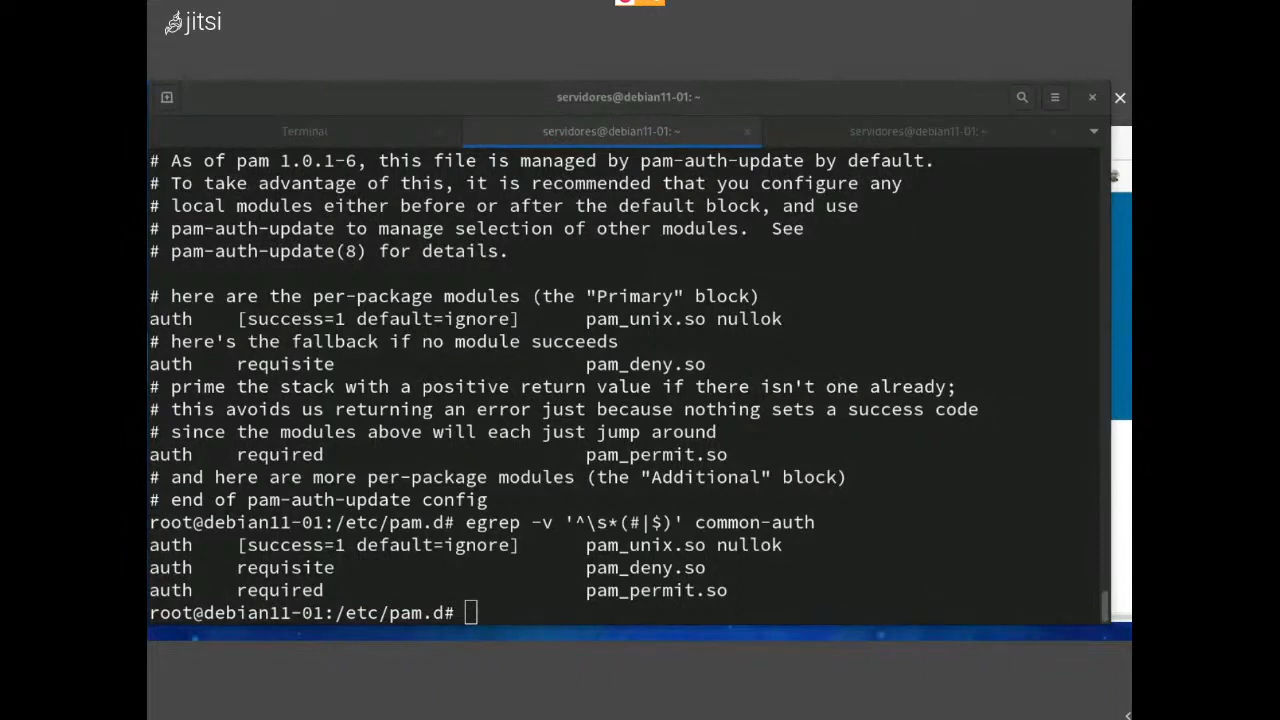 jitsi
servidores@debian11-01: ~
Terminal
servidores@debian11-01: ~
servidores@debian11-01: ~
# As of pam 1.0.1-6, this file is managed by pam-auth-update by default.
# To take advantage of this, it is recommended that you configure any
# local modules either before or after the default block, and use
# pam-auth-update to manage selection of other modules.  See
# pam-auth-update(8) for details.
# here are the per-package modules (the "Primary" block)
auth    [success=1 default=ignore]      pam_unix.so nullok
# here's the fallback if no module succeeds
auth    requisite                       pam_deny.so
# prime the stack with a positive return value if there isn't one already;
# this avoids us returning an error just because nothing sets a success code
# since the modules above will each just jump around
auth    required                        pam_permit.so
# and here are more per-package modules (the "Additional" block)
# end of pam-auth-update config
root@debian11-01:/etc/pam.d# egrep -v '^\s*(#|$)' common-auth
auth    [success=1 default=ignore]      pam_unix.so nullok
auth    requisite                       pam_deny.so
auth    required                        pam_permit.so
root@debian11-01:/etc/pam.d#